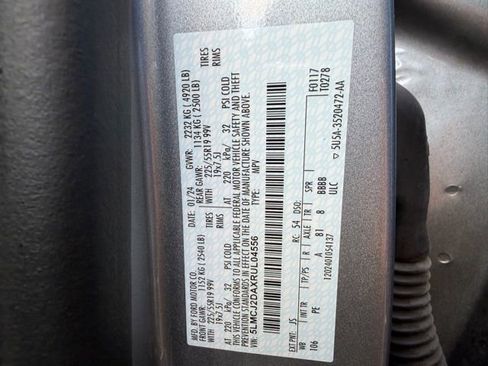 MFD. BY FORD MOTOR CO.
DATE: 01/24 GVWR: 2232 KG ( 4920 LB)
FRONT GAWR: 1152 KG ( 2540 LB) REAR GAWR: 1134 KG ( 2500 LB)
WITH 225/55R19 99V TIRES WITH 225/55R19 99V TIRES
19x7.5J RIMS 19x7.5J RIMS
AT 220 kPa/ 32 PSI COLD AT 220 kPa/ 32 PSI COLD
THIS VEHICLE CONFORMS TO ALL APPLICABLE FEDERAL MOTOR VEHICLE SAFETY AND THEFT
PREVENTION STANDARDS IN EFFECT ON THE DATE OF MANUFACTURE SHOWN ABOVE.
VIN: 5LMCJ2DAXRUL04556 F0117
TYPE: MPV T0278
EXT PNT: JS RC: 54 DSO:
WB TP/PS R AXLE TR SPR
106 PE A 81 8 BBBB
1202401054137 ULC
5U5A-3520472-AA